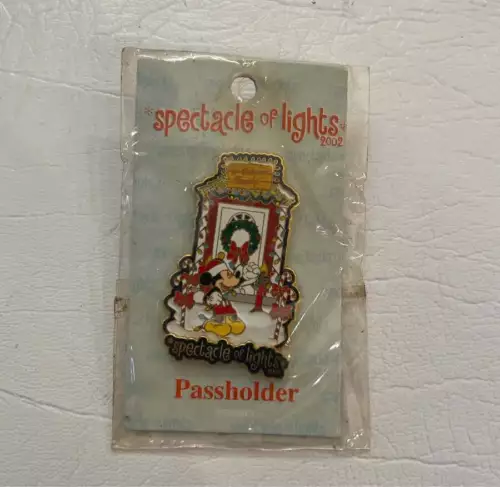 spectacle of lights
2002
spectacle of lights
Passholder